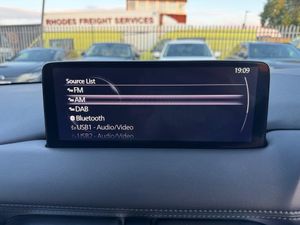 RHODES FREIGHT SERVICES
19:09
Source List
FM
AM
DAB
Bluetooth
USB1 - Audio/Video
USB2 - Audio/Video